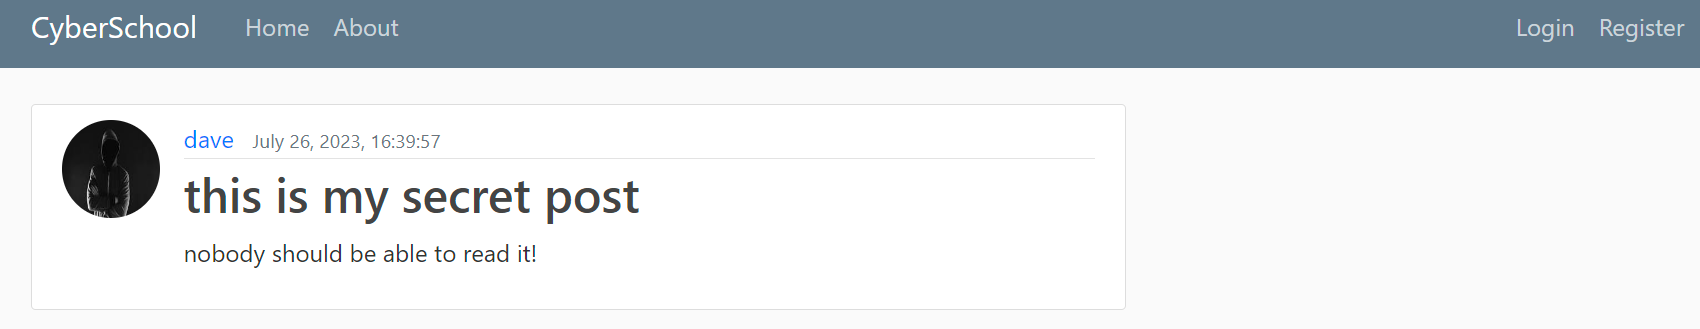 CyberSchool Home About Login Register
dave July 26, 2023, 16:39:57
this is my secret post
nobody should be able to read it!